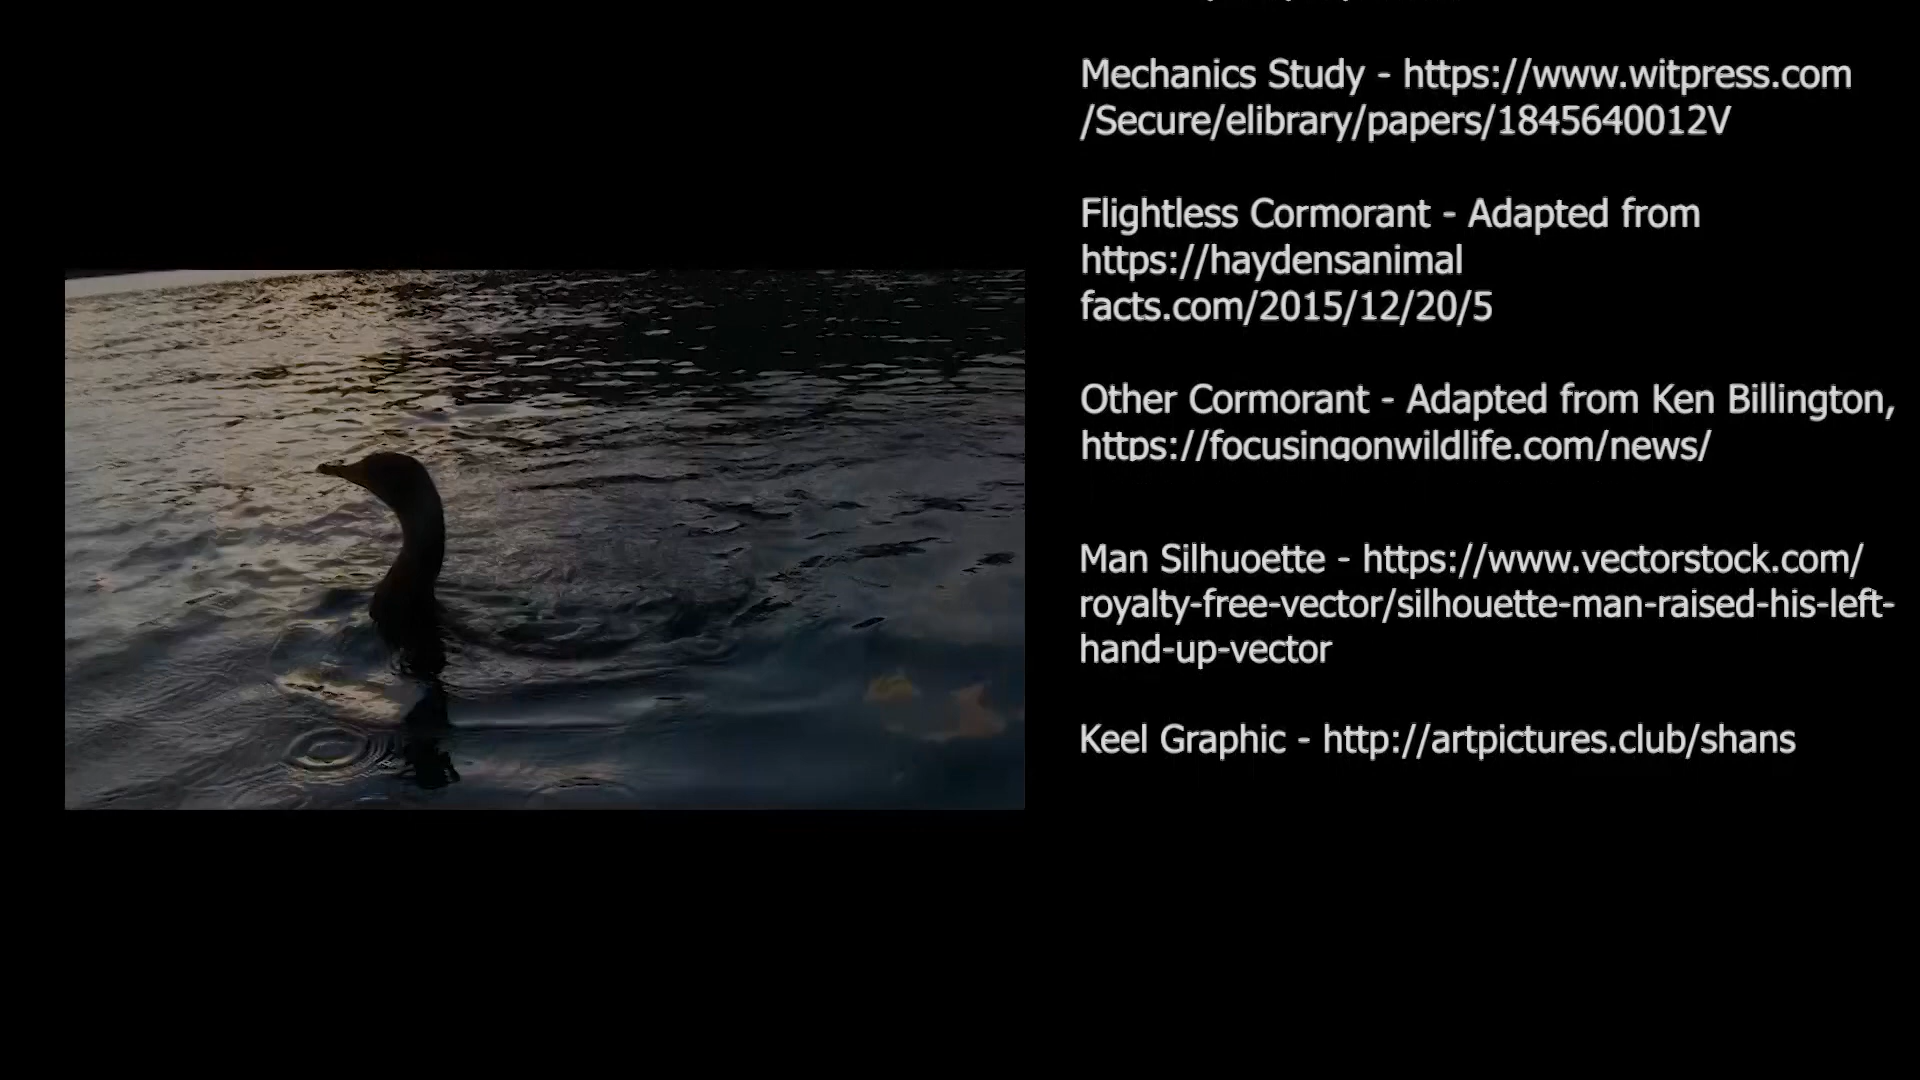 Mechanics Study - https://www.witpress.com
/Secure/elibrary/papers/1845640012V
Flightless Cormorant - Adapted from
https://haydensanimal
facts.com/2015/12/20/5
Other Cormorant - Adapted from Ken Billington,
https://focusingonwildlife.com/news/
Man Silhuoette - https://www.vectorstock.com/
royalty-free-vector/silhouette-man-raised-his-left-
hand-up-vector
Keel Graphic - http://artpictures.club/shans